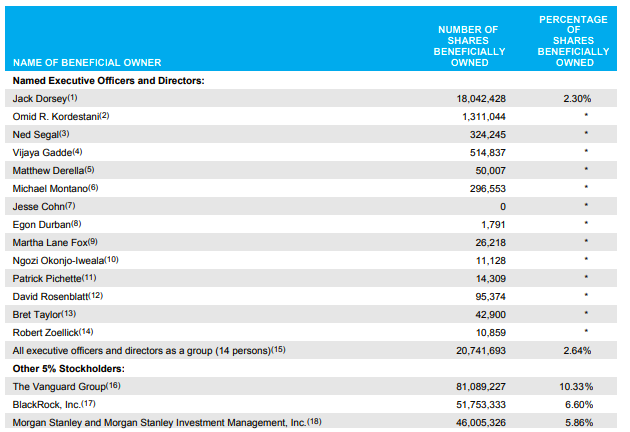 NAME OF BENEFICIAL OWNER NUMBER OF SHARES BENEFICIALLY OWNED PERCENTAGE OF SHARES BENEFICIALLY OWNED
Named Executive Officers and Directors:
Jack Dorsey(1) 18,042,428 2.30%
Omid R. Kordestani(2) 1,311,044 *
Ned Segal(3) 324,245 *
Vijaya Gadde(4) 514,837 *
Matthew Derella(5) 50,007 *
Michael Montano(6) 296,553 *
Jesse Cohn(7) 0 *
Egon Durban(8) 1,791 *
Martha Lane Fox(9) 26,218 *
Ngozi Okonjo-Iweala(10) 11,128 *
Patrick Pichette(11) 14,309 *
David Rosenblatt(12) 95,374 *
Bret Taylor(13) 42,900 *
Robert Zoellick(14) 10,859 *
All executive officers and directors as a group (14 persons)(15) 20,741,693 2.64%
Other 5% Stockholders:
The Vanguard Group(16) 81,089,227 10.33%
BlackRock, Inc.(17) 51,753,333 6.60%
Morgan Stanley and Morgan Stanley Investment Management, Inc.(18) 46,005,326 5.86%